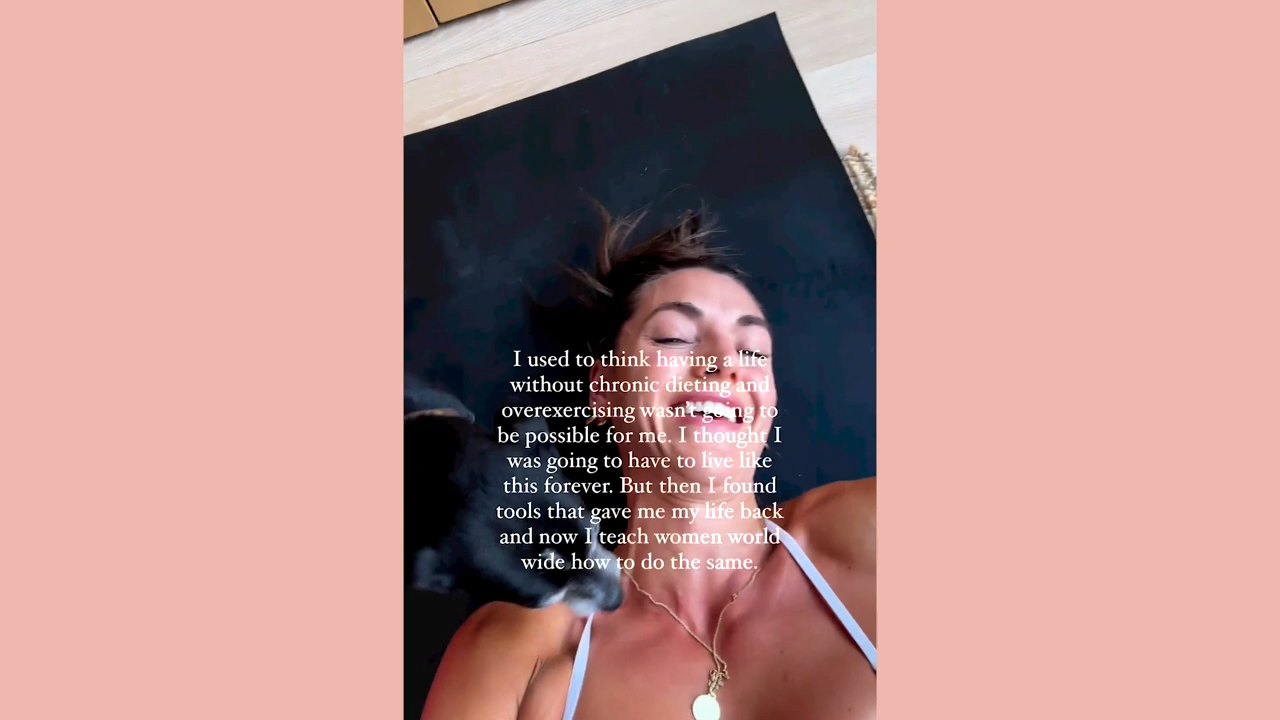 I used to think having a life
without chronic dieting and
overexercising wasn't going to
be possible for me. I thought I
was going to have to live like
this forever. But then I found
tools that gave me my life back
and now I teach women world
wide how to do the same.